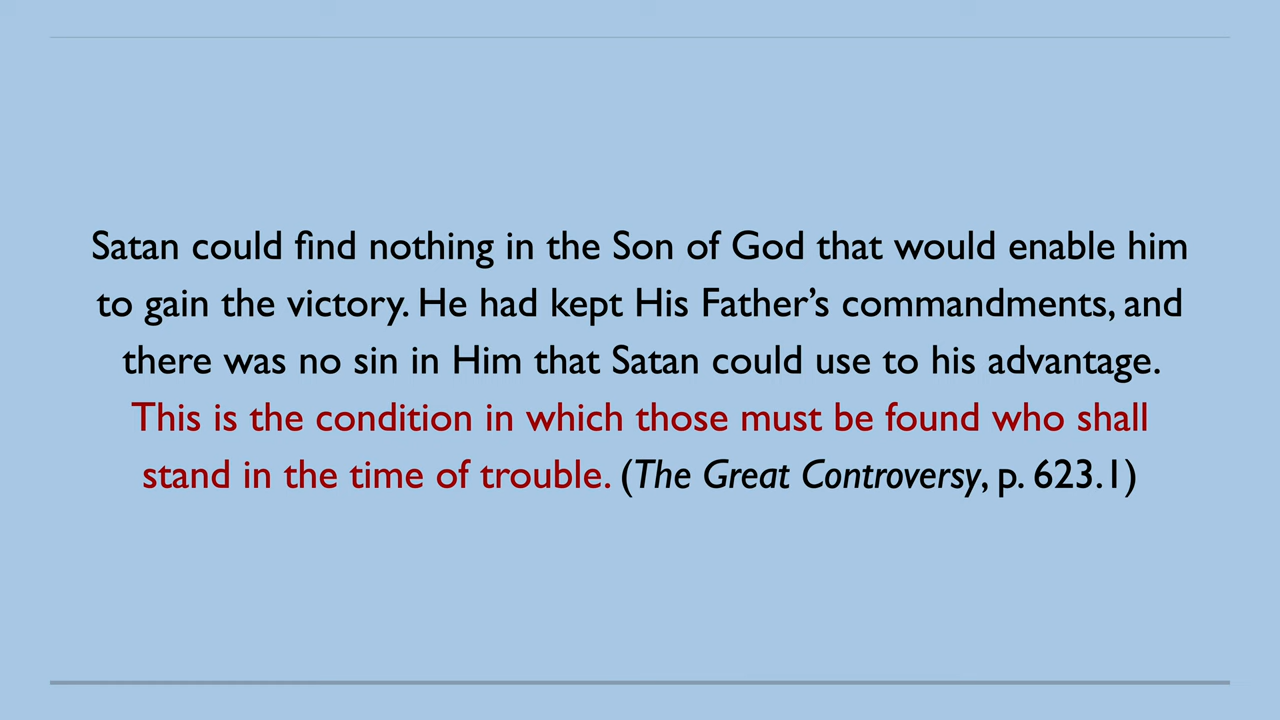 Satan could find nothing in the Son of God that would enable him
to gain the victory. He had kept His Father’s commandments, and
there was no sin in Him that Satan could use to his advantage.
This is the condition in which those must be found who shall
stand in the time of trouble. (The Great Controversy, p. 623.1)